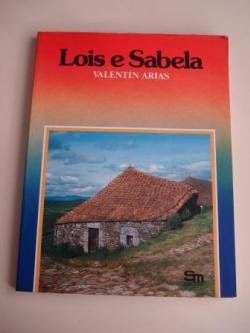 Lois e Sabela
VALENTÍN ARIAS
sm